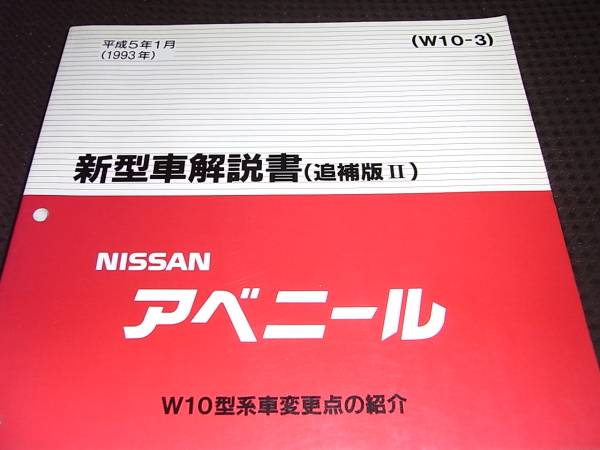 平成5年1月
(1993年)
(W10-3)
新型車解説書(追補版II)
NISSAN
アベニール
W10型系車変更点の紹介